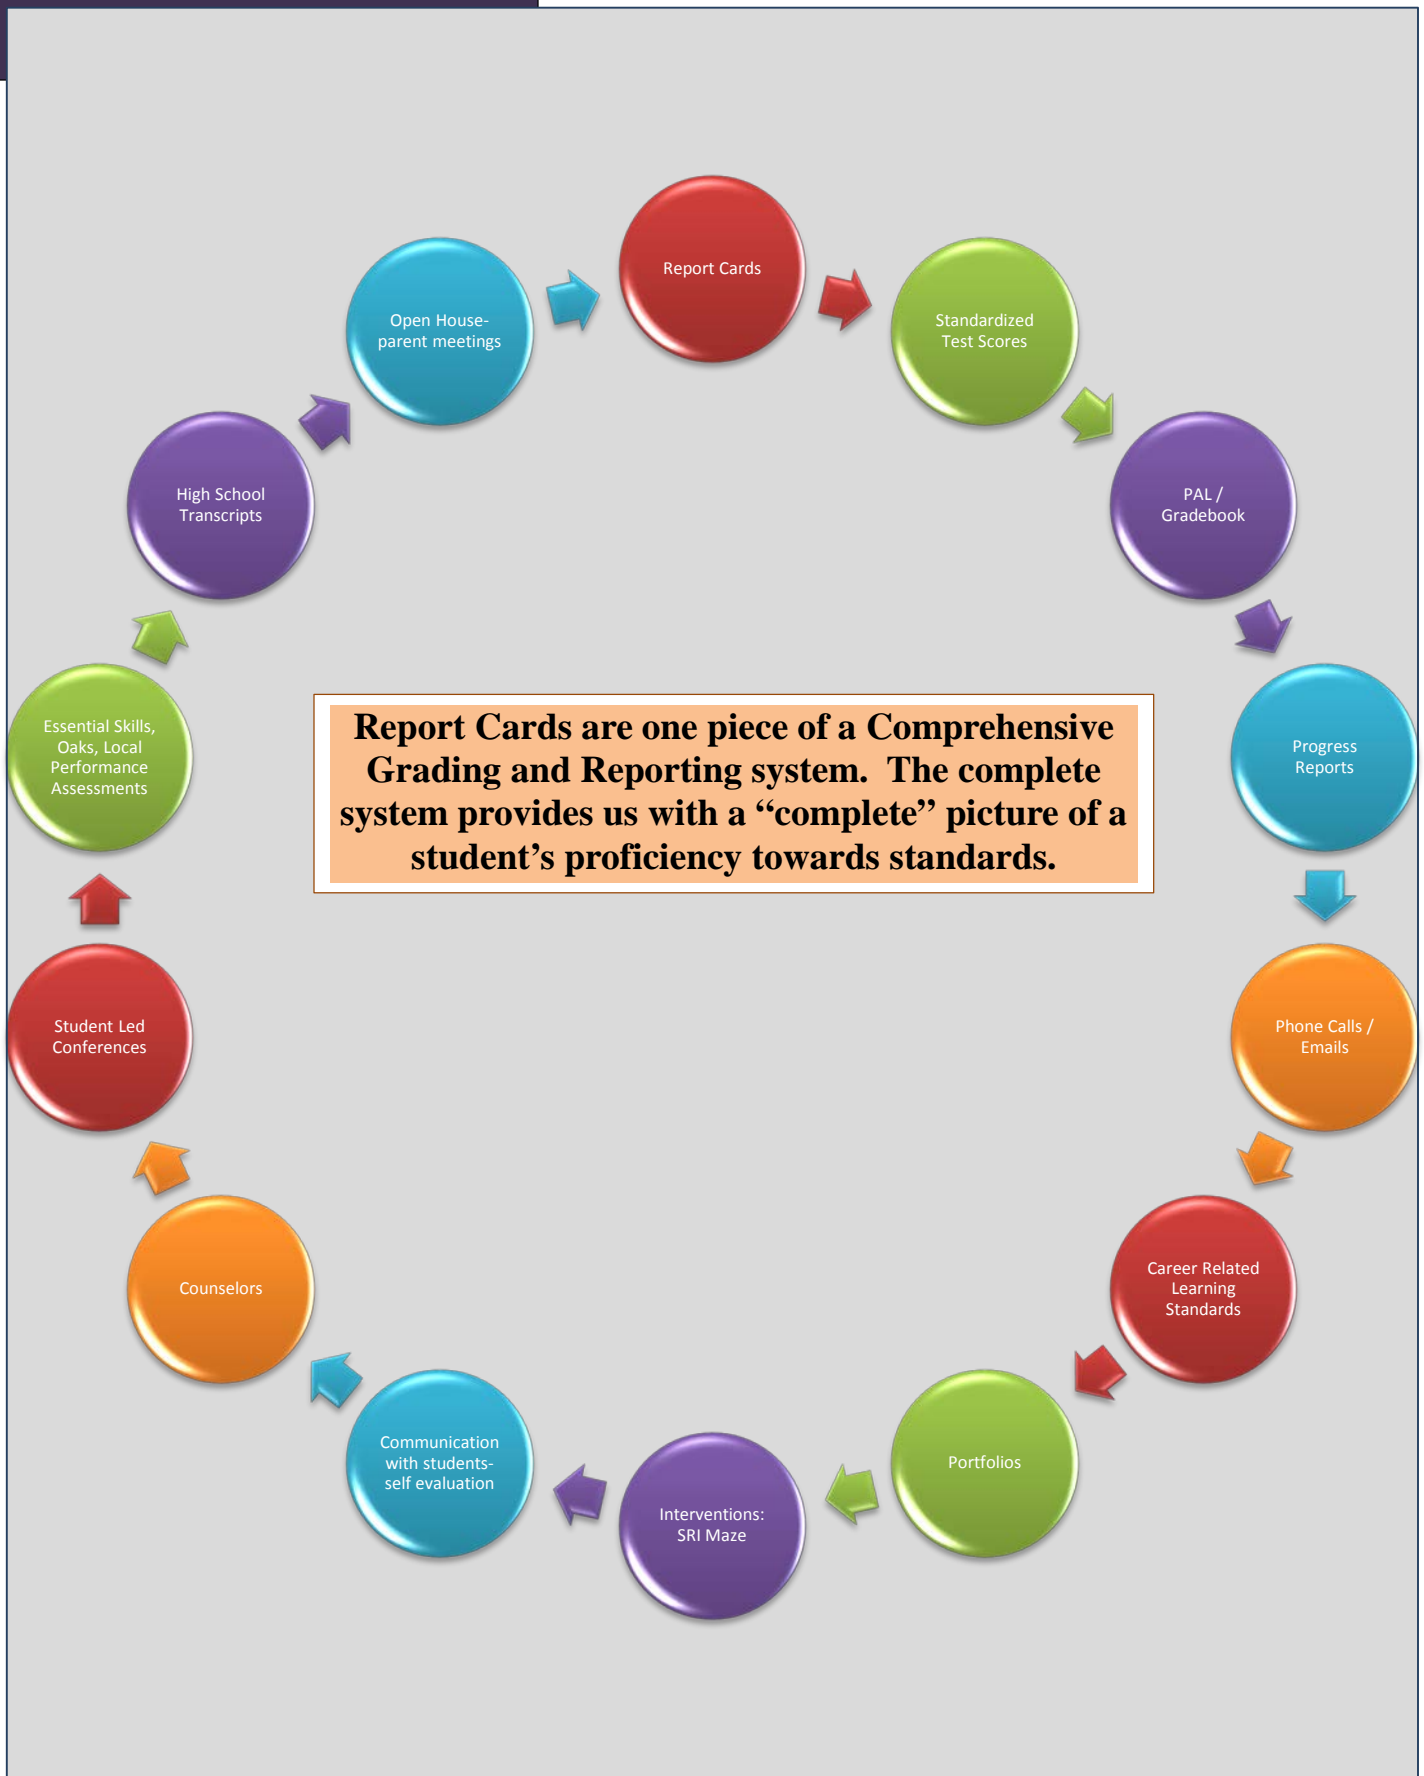 Report Cards
Standardized
Test Scores
PAL /
Gradebook
Progress
Reports
Phone Calls /
Emails
Career Related
Learning
Standards
Portfolios
Interventions:
SRI Maze
Communication
with students-
self evaluation
Counselors
Student Led
Conferences
Essential Skills,
Oaks, Local
Performance
Assessments
High School
Transcripts
Open House-
parent meetings
Report Cards are one piece of a Comprehensive
Grading and Reporting system.  The complete
system provides us with a “complete” picture of a
student’s proficiency towards standards.